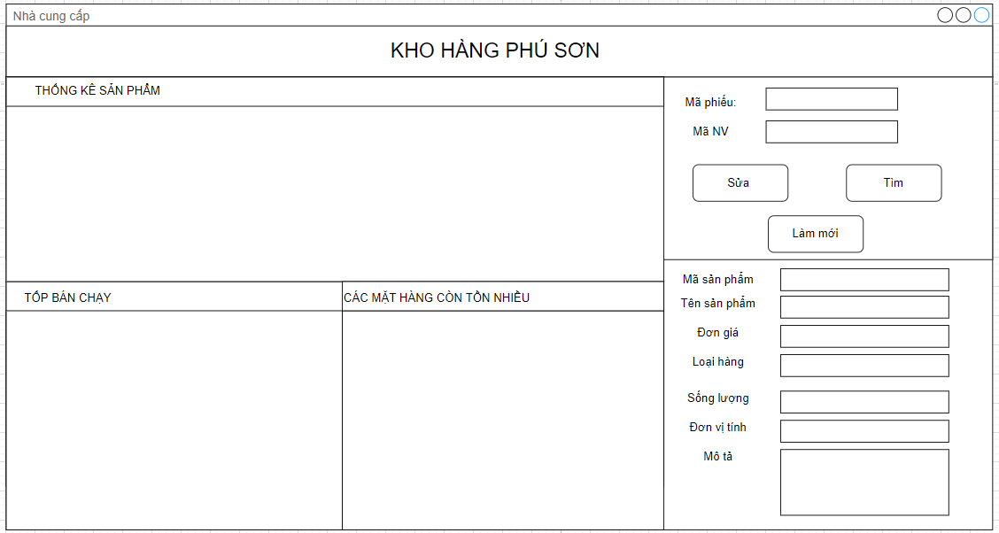 Nhà cung cấp
KHO HÀNG PHÚ SƠN
THỐNG KÊ SẢN PHẨM
Mã phiếu:
Mã NV
Sửa
Tìm
Làm mới
TỐP BÁN CHẠY
CÁC MẶT HÀNG CÒN TỒN NHIỀU
Mã sản phẩm
Tên sản phẩm
Đơn giá
Loại hàng
Sống lượng
Đơn vị tính
Mô tả